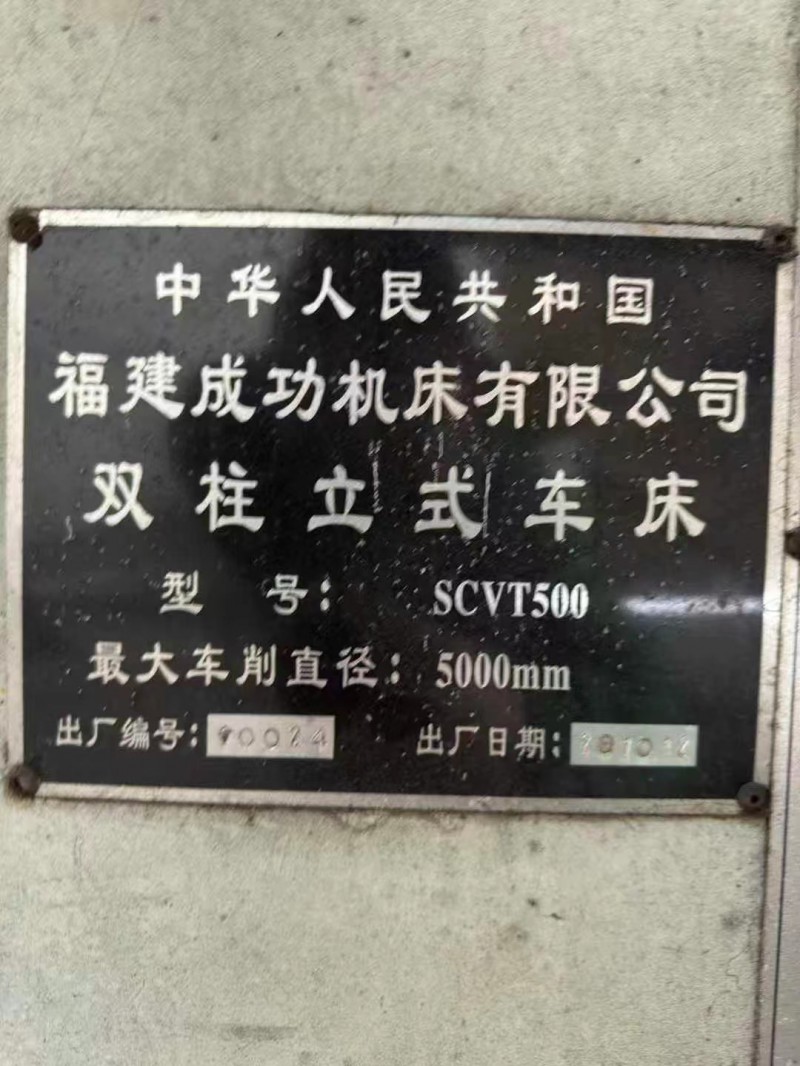 中华人民共和国
福建成功机床有限公司
双柱立式车床
型号: SCVT500
最大车削直径: 5000mm
出厂编号:
出厂日期: